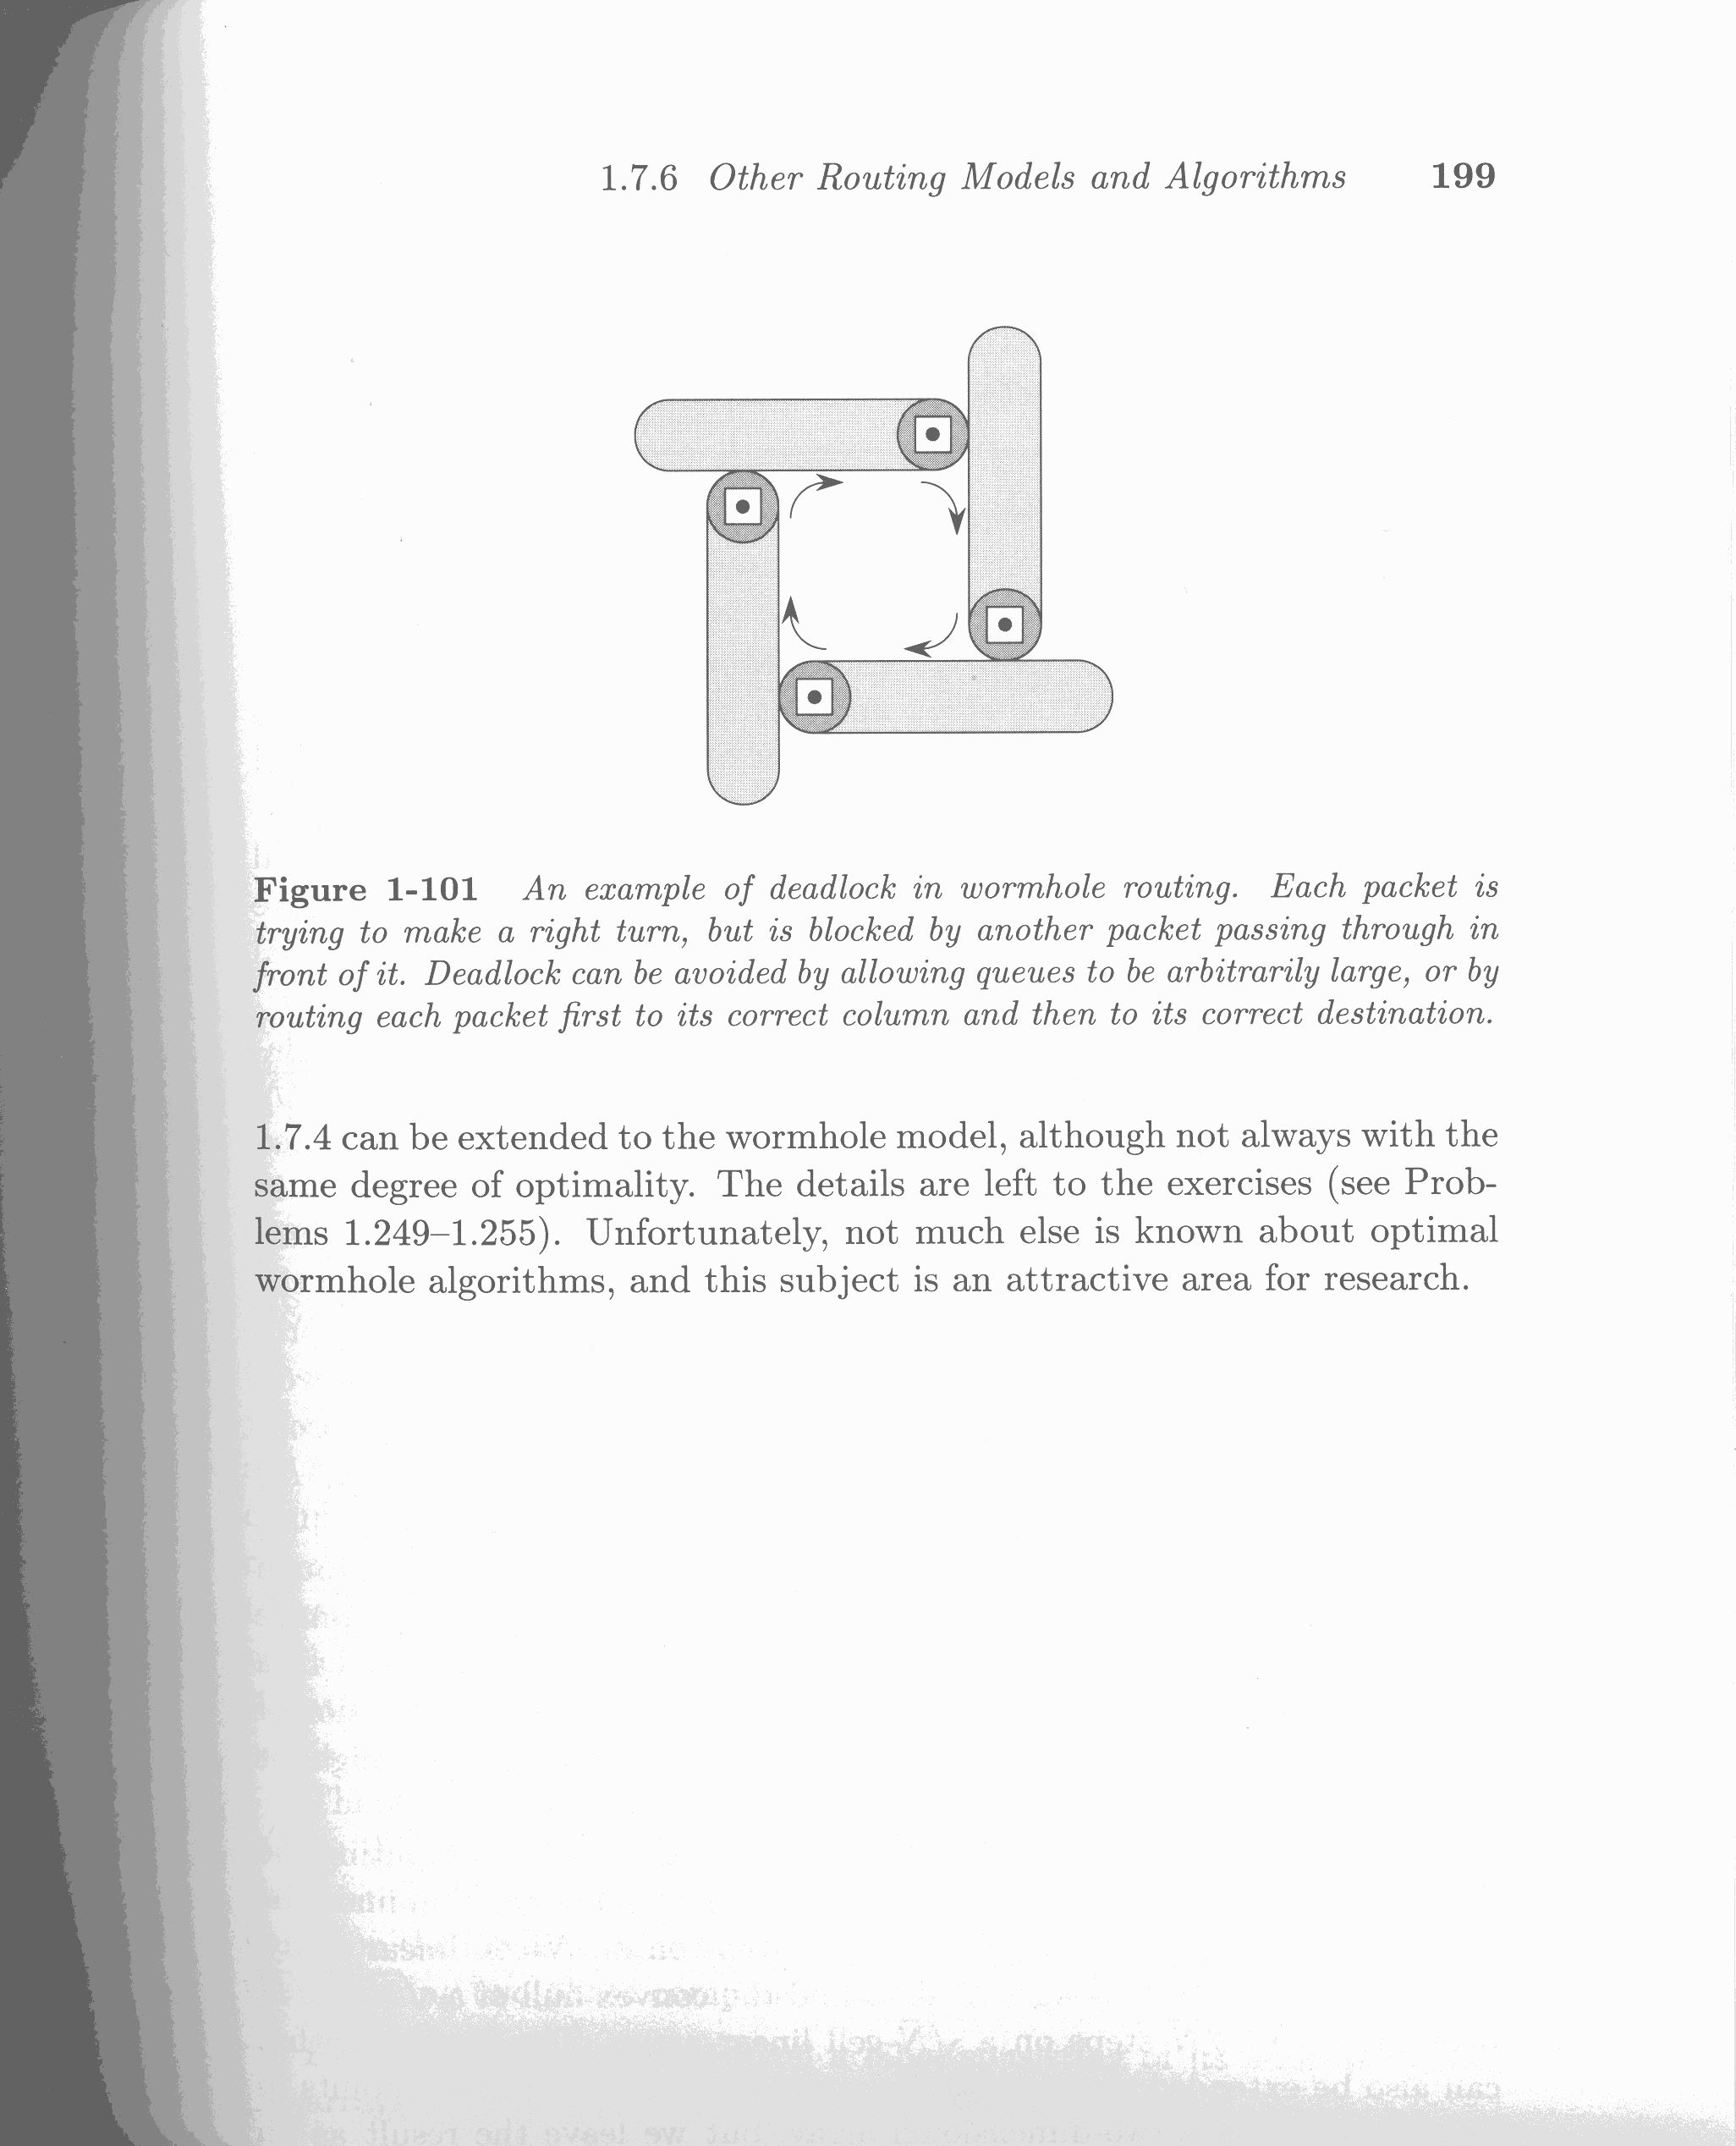 1.7.6 Other Routing Models and Algorithms 199
Figure 1-101 An example of deadlock in wormhole routing. Each packet is
trying to make a right turn, but is blocked by another packet passing through in
front of it. Deadlock can be avoided by allowing queues to be arbitrarily large, or by
routing each packet first to its correct column and then to its correct destination.
1.7.4 can be extended to the wormhole model, although not always with the
same degree of optimality. The details are left to the exercises (see Prob-
lems 1.249–1.255). Unfortunately, not much else is known about optimal
wormhole algorithms, and this subject is an attractive area for research.